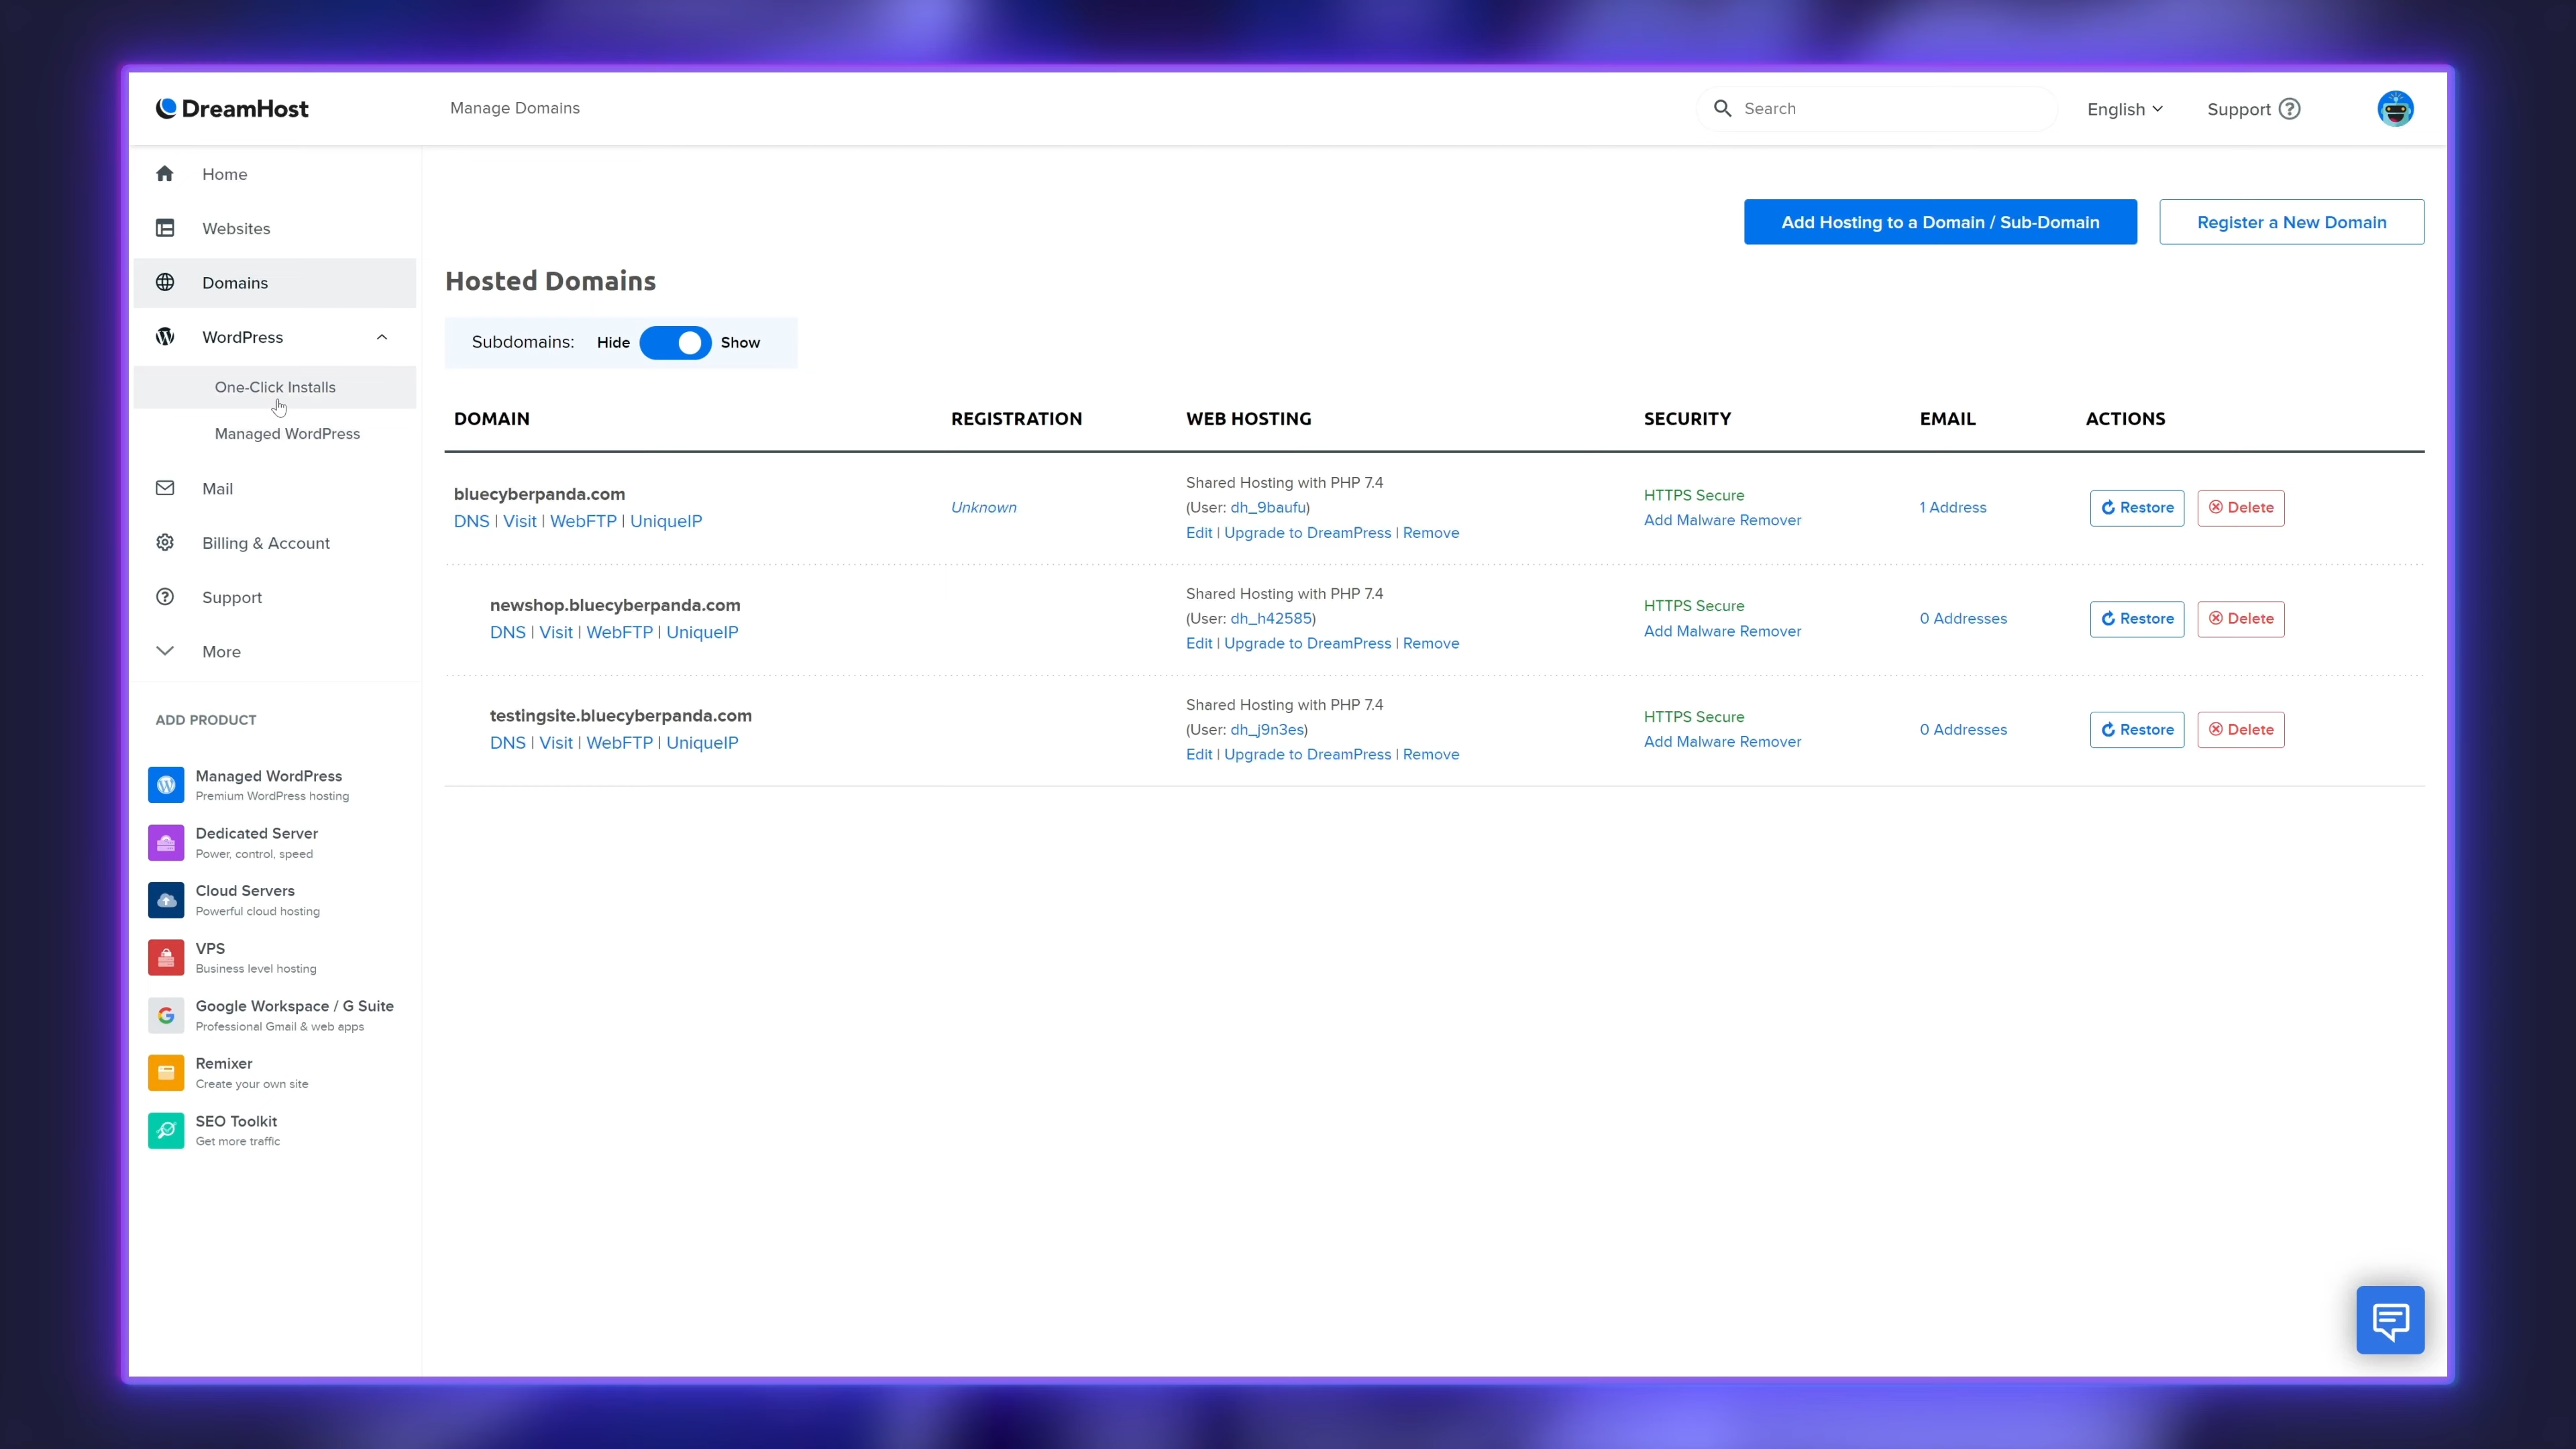 DreamHost
Manage Domains
Search
English
Support
Home
Websites
Domains
WordPress
One-Click Installs
Managed WordPress
Mail
Billing & Account
Support
More
ADD PRODUCT
Managed WordPress
Premium WordPress hosting
Dedicated Server
Power, control, speed
Cloud Servers
Powerful cloud hosting
VPS
Business level hosting
Google Workspace / G Suite
Professional Gmail & web apps
Remixer
Create your own site
SEO Toolkit
Get more traffic
Add Hosting to a Domain / Sub-Domain
Register a New Domain
Hosted Domains
Subdomains: Hide Show
DOMAIN REGISTRATION WEB HOSTING SECURITY EMAIL ACTIONS
bluecyberpanda.com
DNS | Visit | WebFTP | UniqueIP
Unknown
Shared Hosting with PHP 7.4
(User: dh_9baufu)
Edit | Upgrade to DreamPress | Remove
HTTPS Secure
Add Malware Remover
1 Address
Restore
Delete
newshop.bluecyberpanda.com
DNS | Visit | WebFTP | UniqueIP
Shared Hosting with PHP 7.4
(User: dh_h42585)
Edit | Upgrade to DreamPress | Remove
HTTPS Secure
Add Malware Remover
0 Addresses
Restore
Delete
testingsite.bluecyberpanda.com
DNS | Visit | WebFTP | UniqueIP
Shared Hosting with PHP 7.4
(User: dh_j9n3es)
Edit | Upgrade to DreamPress | Remove
HTTPS Secure
Add Malware Remover
0 Addresses
Restore
Delete